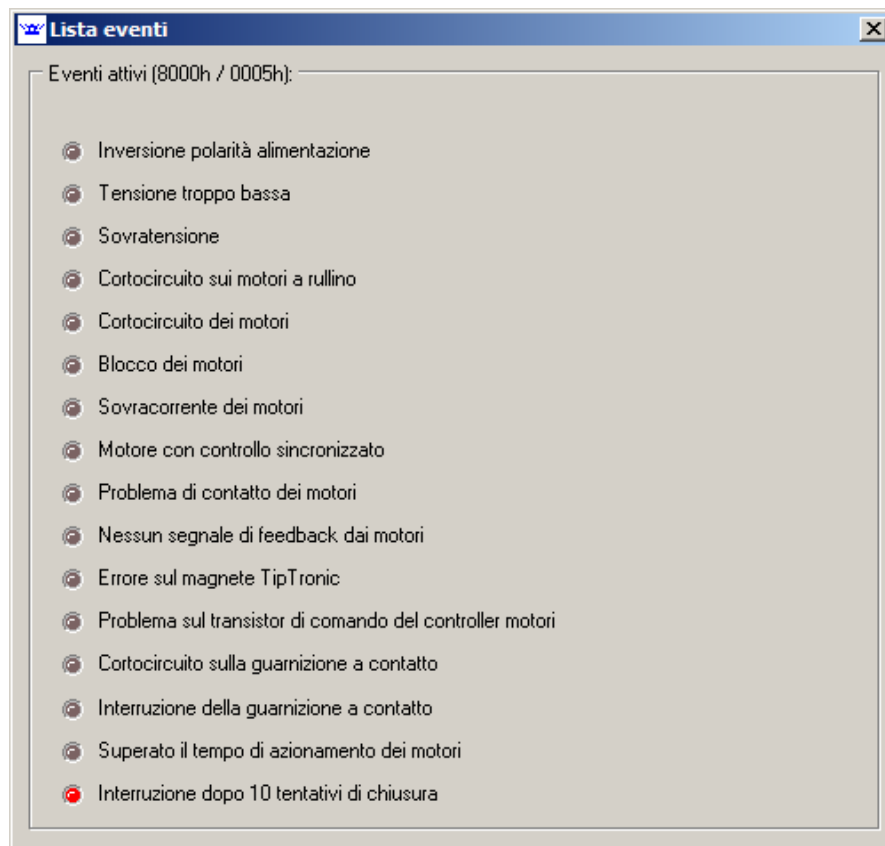 Lista eventi
Eventi attivi (8000h / 0005h):
Inversione polarità alimentazione
Tensione troppo bassa
Sovratensione
Cortocircuito sui motori a rullino
Cortocircuito dei motori
Blocco dei motori
Sovracorrente dei motori
Motore con controllo sincronizzato
Problema di contatto dei motori
Nessun segnale di feedback dai motori
Errore sul magnete TipTronic
Problema sul transistor di comando del controller motori
Cortocircuito sulla guarnizione a contatto
Interruzione della guarnizione a contatto
Superato il tempo di azionamento dei motori
Interruzione dopo 10 tentativi di chiusura